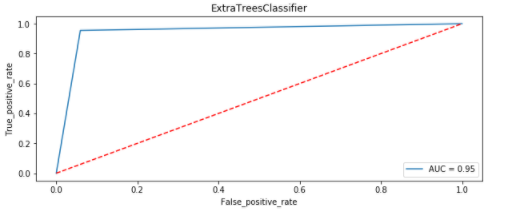 ExtraTreesClassifier
1.0
0.8
0.6
0.4
0.2
0.0
True_positive_rate
AUC = 0.95
0.0 0.2 0.4 0.6 0.8 1.0
False_positive_rate